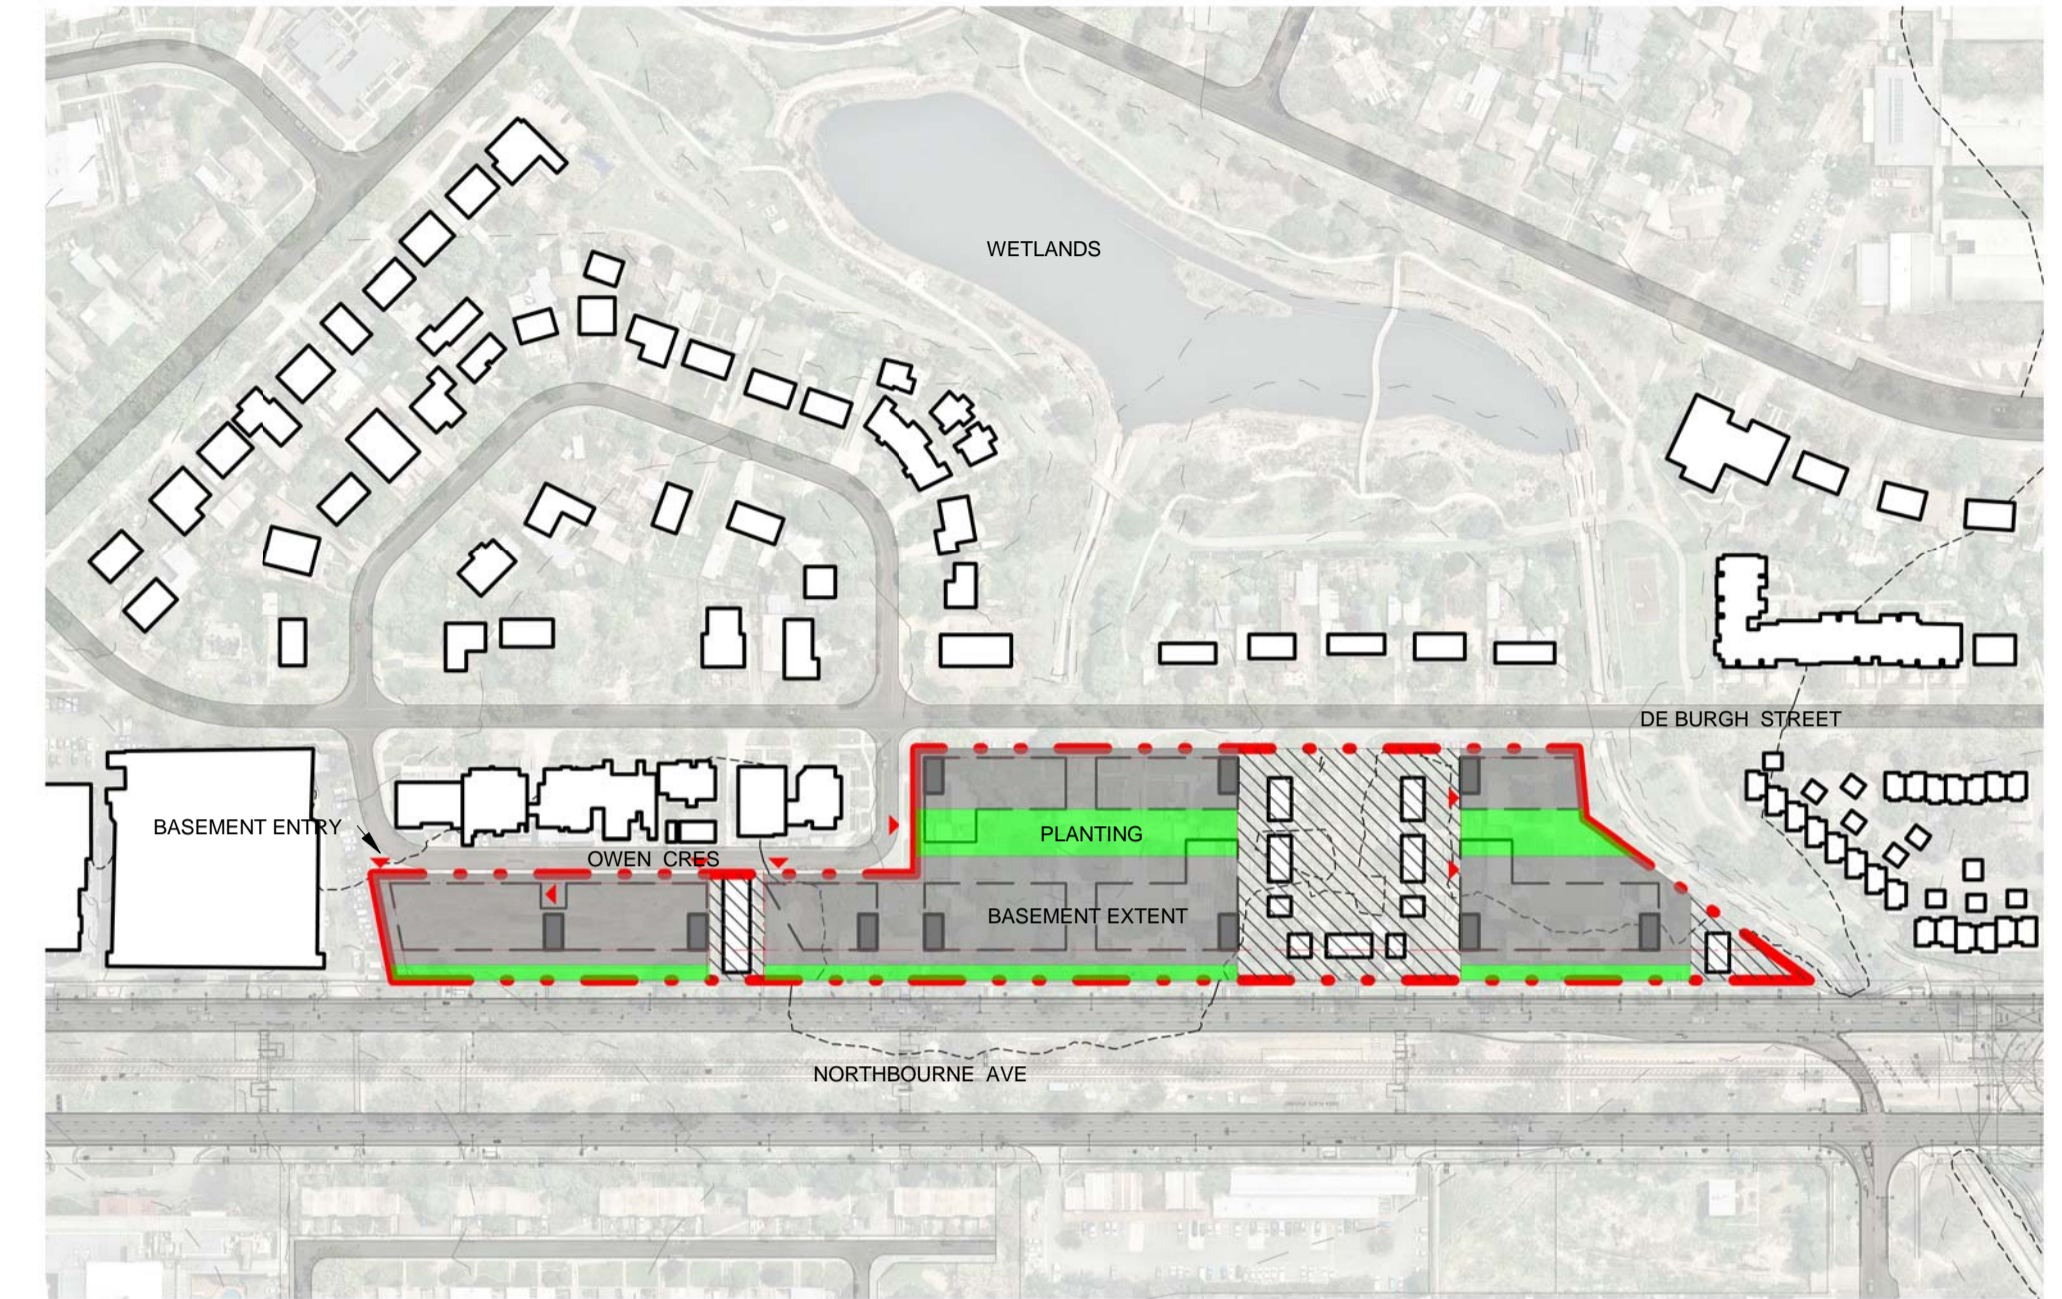 WETLANDS
DE BURGH STREET
BASEMENT ENTRY
PLANTING
OWEN CRES
BASEMENT EXTENT
NORTHBOURNE AVE